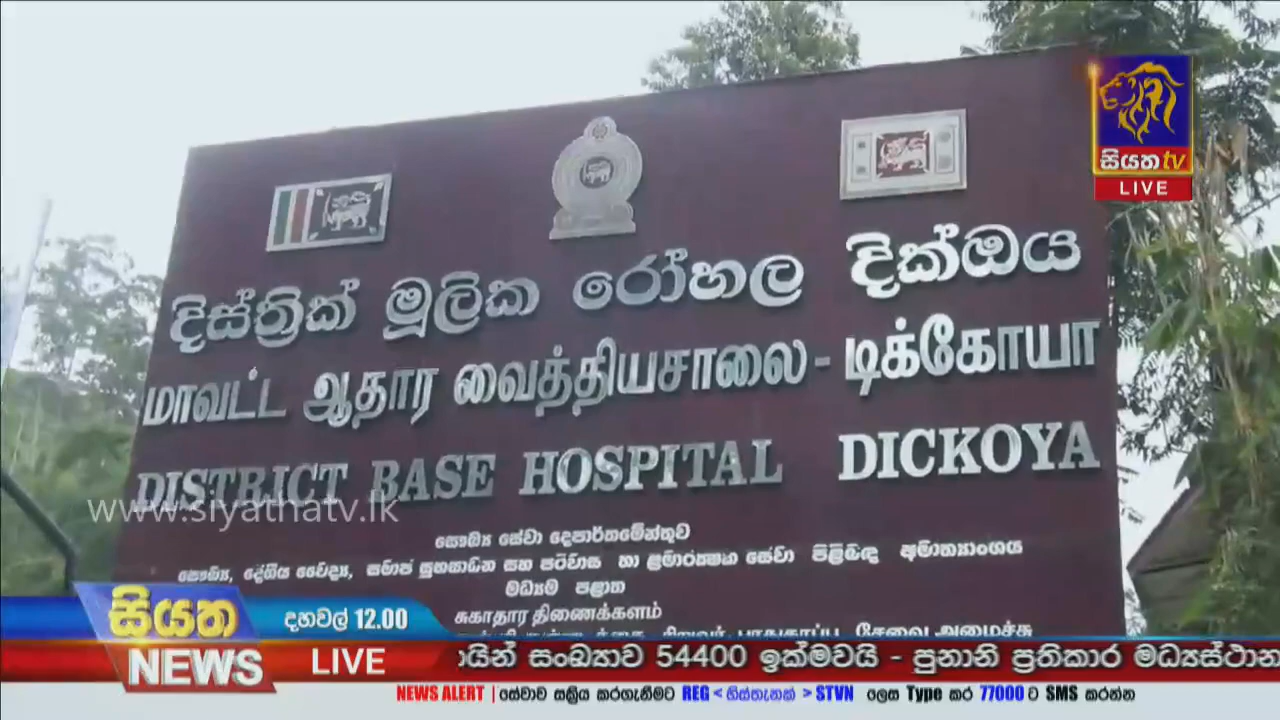 සියත tv
LIVE
දිස්ත්‍රික් මූලික රෝහල දික්ඔය
மாவட்ட ஆதார வைத்தியசாலை - டிக்கோயா
DISTRICT BASE HOSPITAL DICKOYA
www.siyathatv.lk
සෞඛ්‍ය සේවා දෙපාර්තමේන්තුව
සෞඛ්‍ය, දේශීය වෛද්‍ය, සමාජ සුභසාධන සහ පරිවාස හා ළමාරක්ෂක සේවා පිළිබඳ අමාත්‍යාංශය
මධ්‍යම පළාත
சுகாதார திணைக்களம்
சிறுவர் பாதுகாப்பு சேவை அமைச்சு
සියත දහවල් 12.00
NEWS LIVE ායින් සංඛ්‍යාව 54400 ඉක්මවයි - පුනානි ප්‍රතිකාර මධ්‍යස්ථාන
NEWS ALERT | සේවාව සක්‍රීය කරගැනීමට REG < හිස්තැනක් > STVN ලෙස Type කර 77000 ට SMS කරන්න